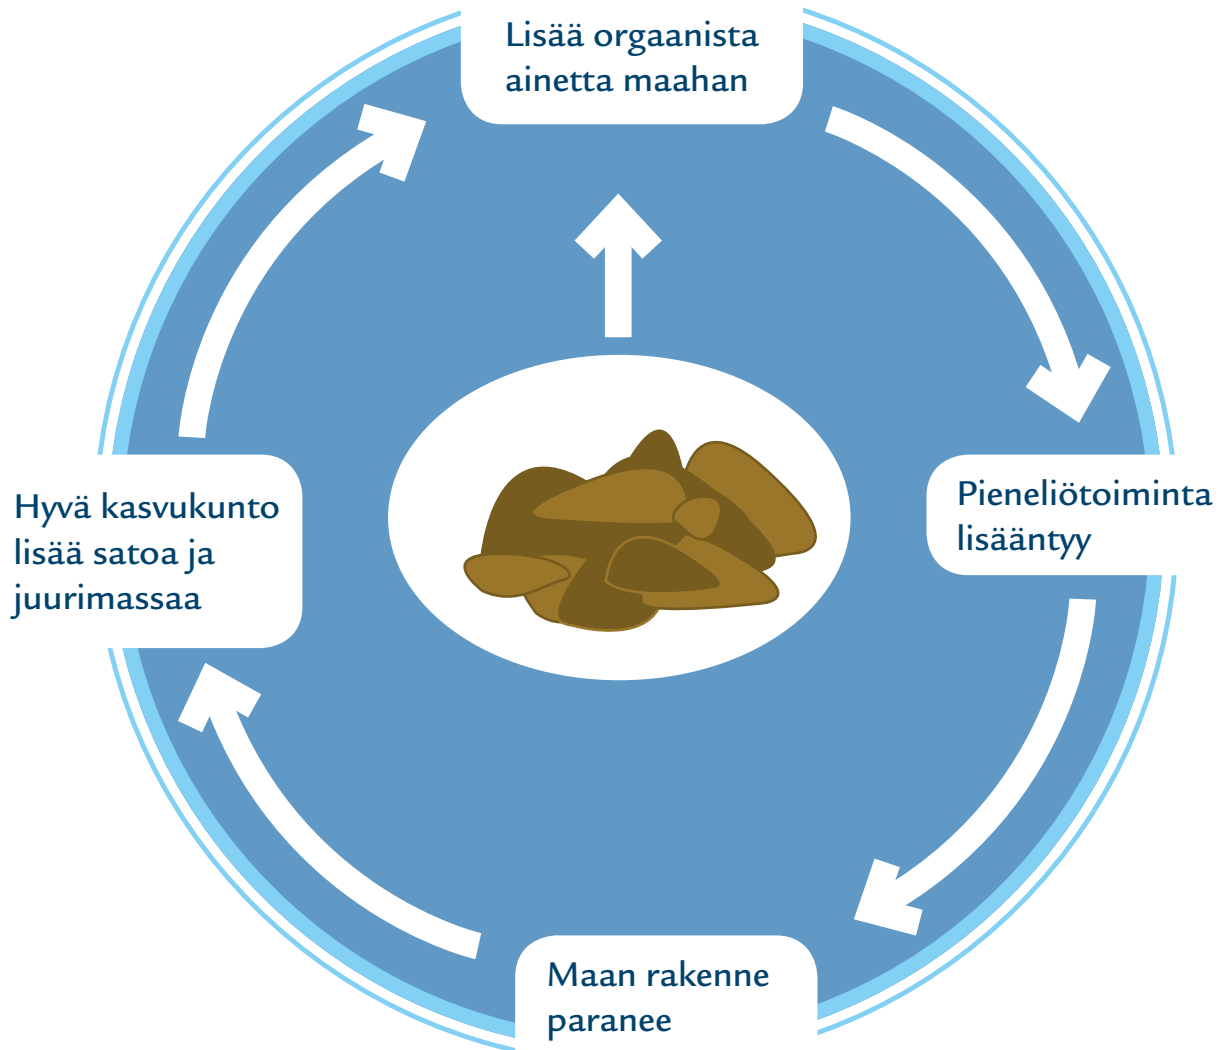 Lisää orgaanista
ainetta maahan
Pieneliötoiminta
lisääntyy
Maan rakenne
paranee
Hyvä kasvukunto
lisää satoa ja
juurimassaa